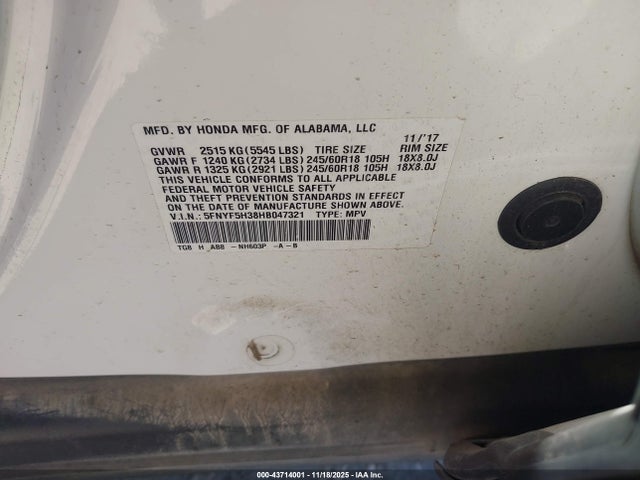 MFD. BY HONDA MFG. OF ALABAMA, LLC 11/'17
GVWR 2515 KG (5545 LBS) TIRE SIZE RIM SIZE
GAWR F 1240 KG (2734 LBS) 245/60R18 105H 18X8.0J
GAWR R 1325 KG (2921 LBS) 245/60R18 105H 18X8.0J
THIS VEHICLE CONFORMS TO ALL APPLICABLE
FEDERAL MOTOR VEHICLE SAFETY
AND THEFT PREVENTION STANDARDS IN EFFECT
ON THE DATE OF MANUFACTURE SHOWN ABOVE.
V.I.N.: 5FNYF5H38HB047321 TYPE: MPV
TG8 H ABB - NH603P -A - B
000-43714001 | 11/18/2025 | IAA Inc.